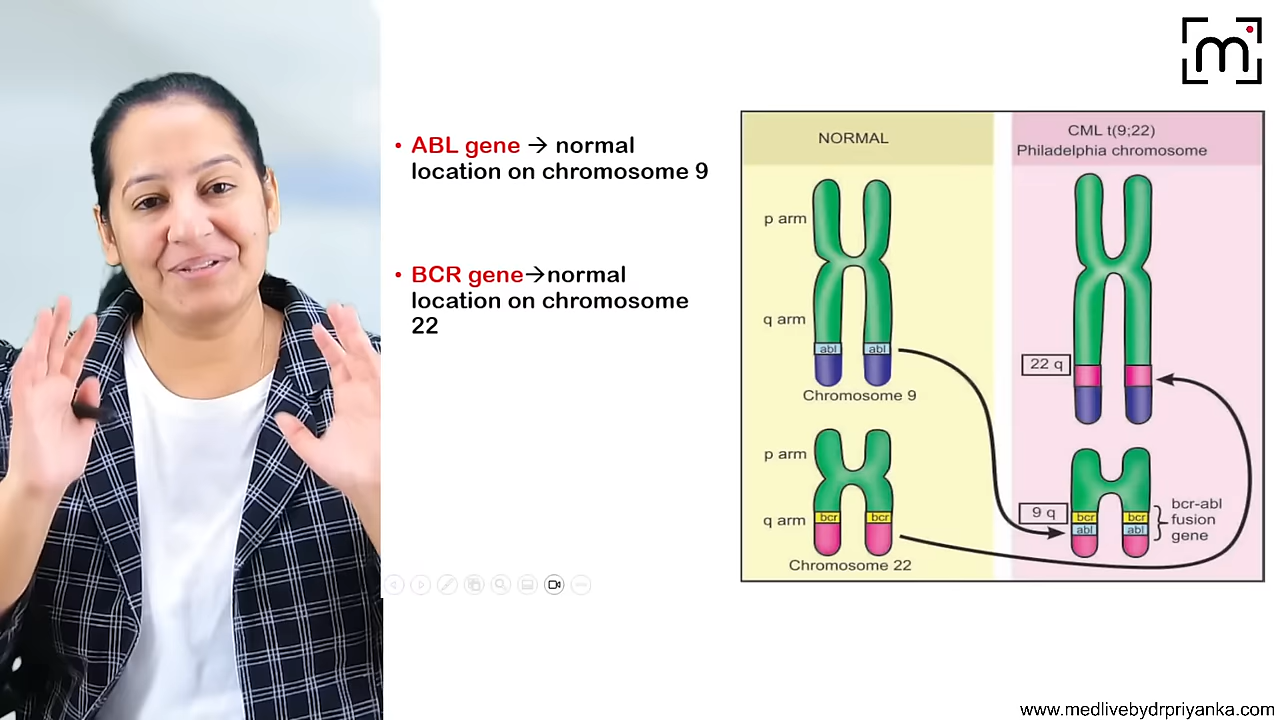 m
• ABL gene → normal
location on chromosome 9
• BCR gene→normal
location on chromosome
22
NORMAL
CML t(9;22)
Philadelphia chromosome
p arm
q arm
abl abl
Chromosome 9
22 q
p arm
q arm
bcr bcr
Chromosome 22
9 q
bcr bcr
abl abl
bcr-abl
fusion
gene
www.medlivebydrpriyanka.com